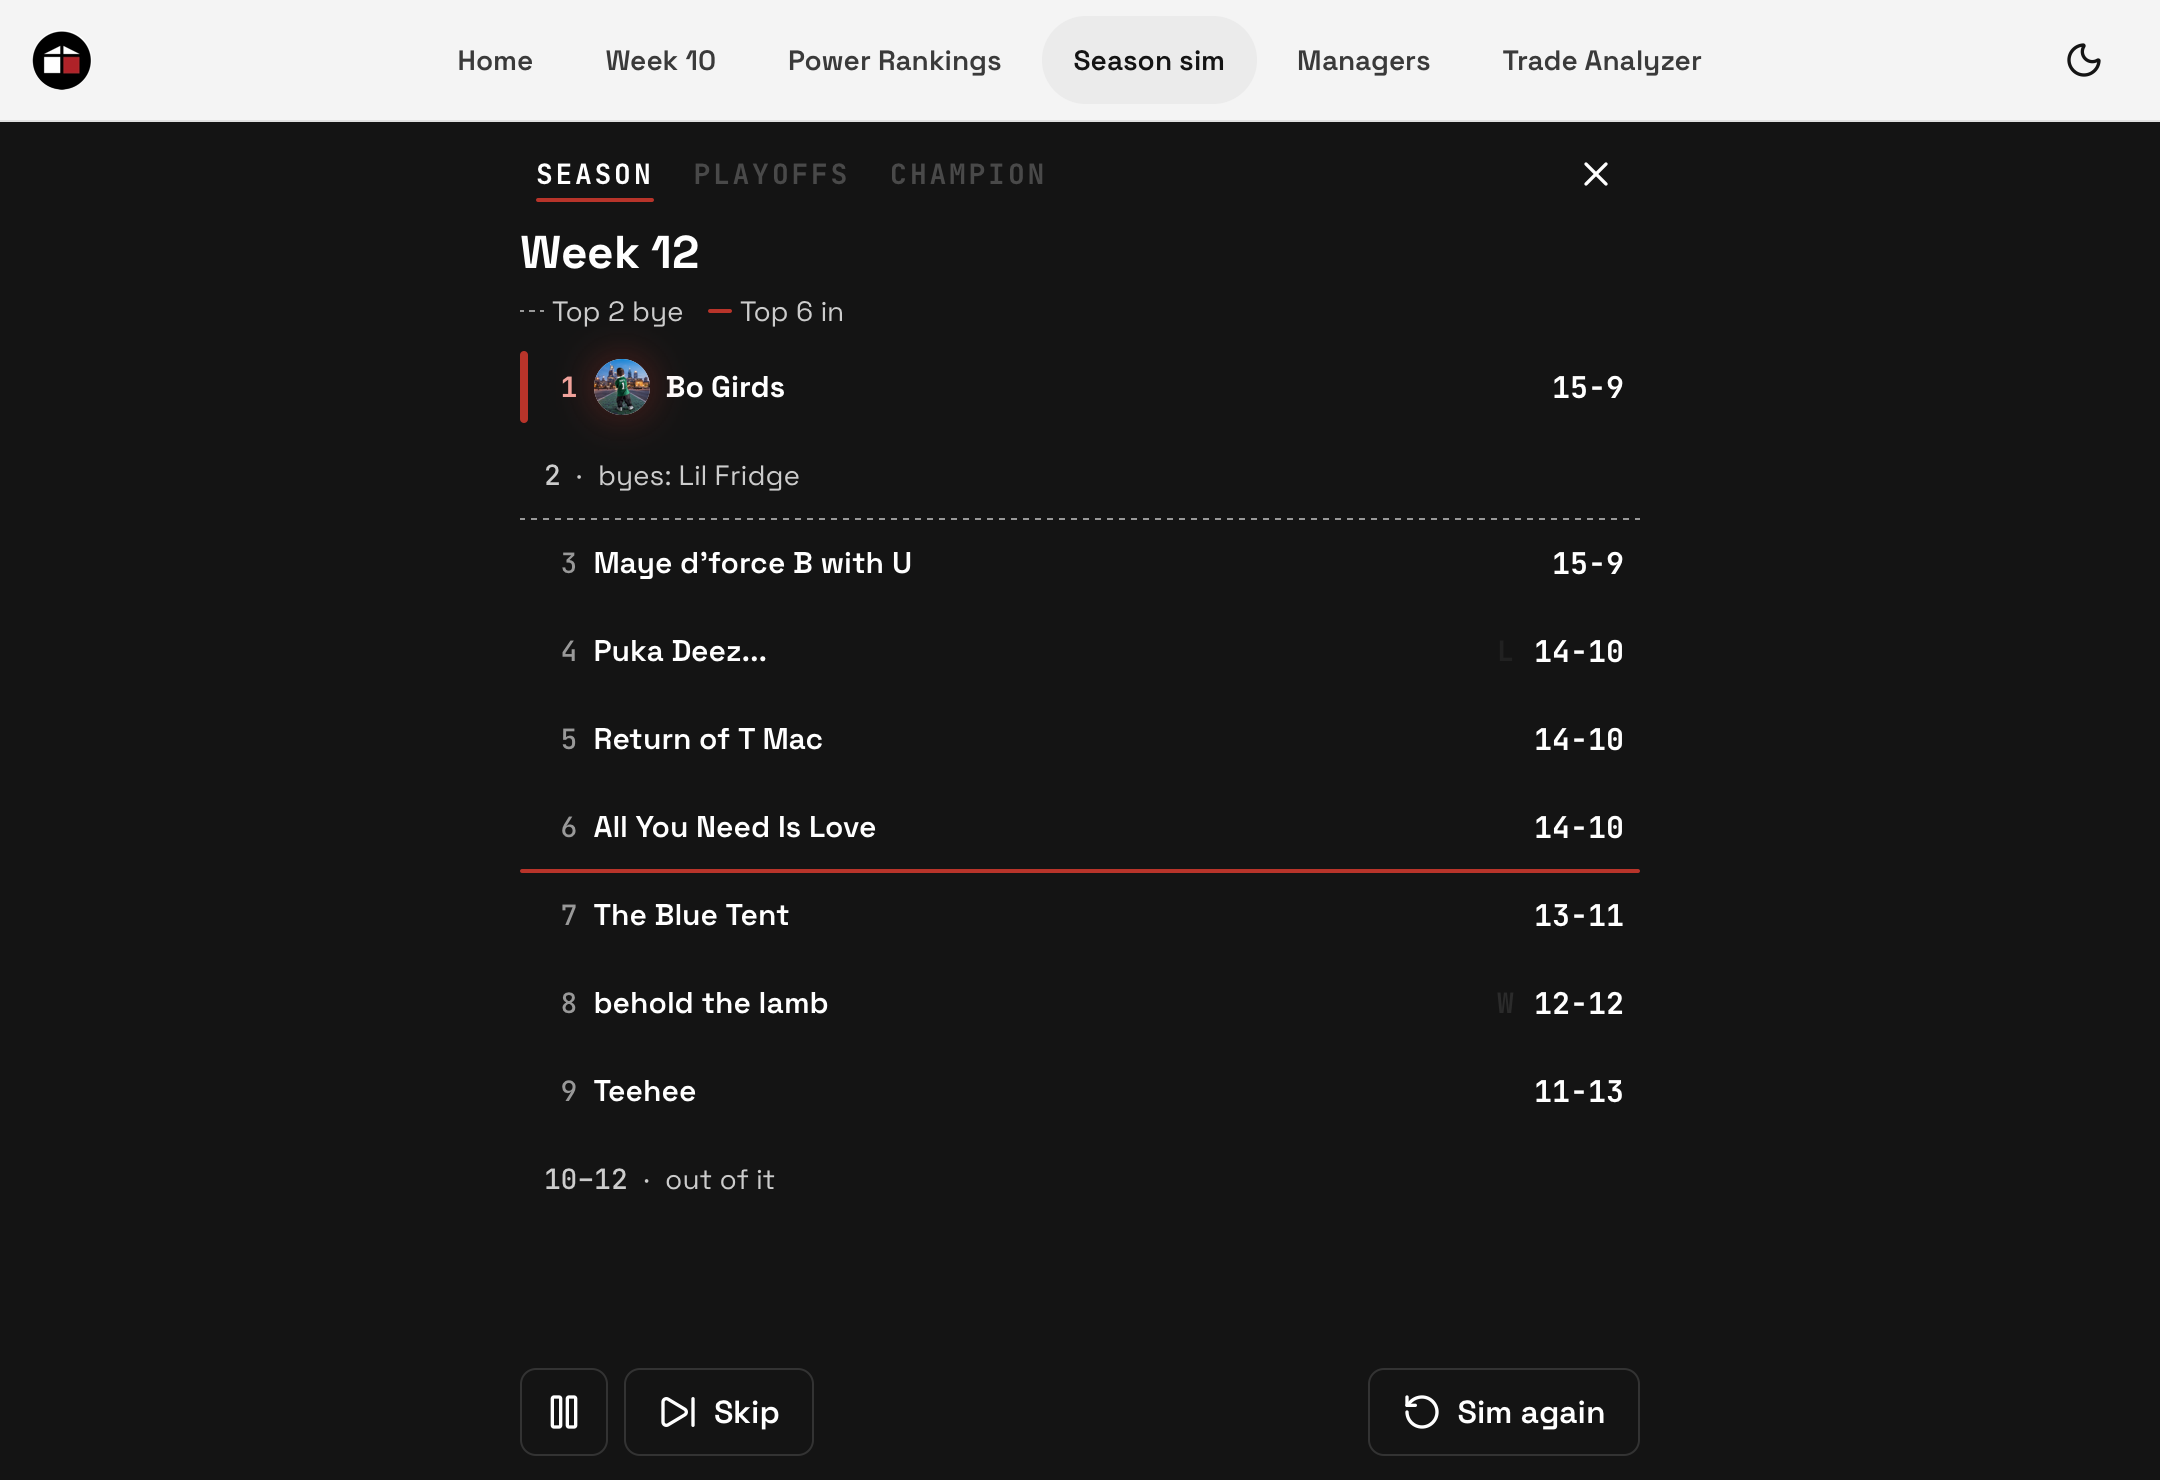 Home Week 10 Power Rankings Season sim Managers Trade Analyzer
SEASON PLAYOFFS CHAMPION
Week 12
Top 2 bye Top 6 in
1 Bo Girds 15-9
2 · byes: Lil Fridge
3 Maye d’force B with U 15-9
4 Puka Deez... L 14-10
5 Return of T Mac 14-10
6 All You Need Is Love 14-10
7 The Blue Tent 13-11
8 behold the lamb W 12-12
9 Teehee 11-13
10–12 · out of it
Skip Sim again